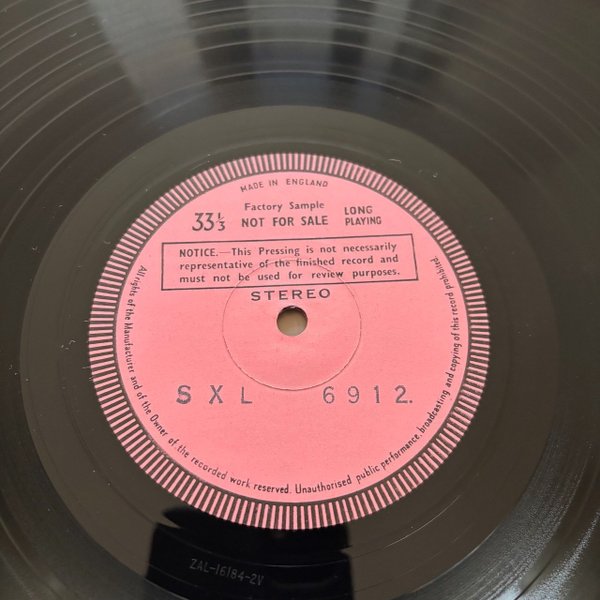 MADE IN ENGLAND
Factory Sample
33⅓ NOT FOR SALE LONG PLAYING
NOTICE.—This Pressing is not necessarily
representative of the finished record and
must not be used for review purposes.
STEREO
SXL 6912.
All rights of the Manufacturer and of the Owner of the recorded work reserved. Unauthorised public performance, broadcasting and copying of this record prohibited.
ZAL-16184-2V